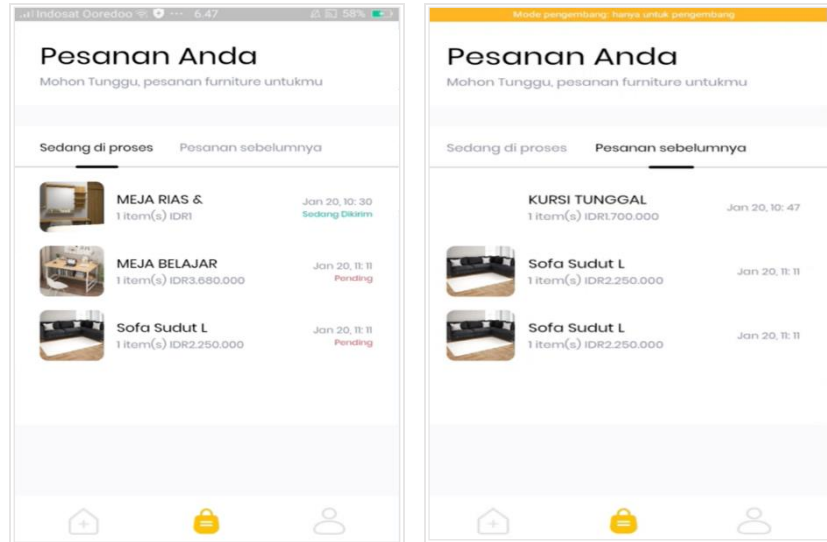 Indosat Ooredoo ... 6.47 58%
Pesanan Anda
Mohon Tunggu, pesanan furniture untukmu
Sedang di proses Pesanan sebelumnya
MEJA RIAS & Jan 20, 10: 30
1 item(s) IDR1 Sedang Dikirim
MEJA BELAJAR Jan 20, 11: 11
1 item(s) IDR3.680.000 Pending
Sofa Sudut L Jan 20, 11: 11
1 item(s) IDR2.250.000 Pending
Mode pengembang: hanya untuk pengembang
Pesanan Anda
Mohon Tunggu, pesanan furniture untukmu
Sedang di proses Pesanan sebelumnya
KURSI TUNGGAL Jan 20, 10: 47
1 item(s) IDR1.700.000
Sofa Sudut L Jan 20, 11: 11
1 item(s) IDR2.250.000
Sofa Sudut L Jan 20, 11: 11
1 item(s) IDR2.250.000